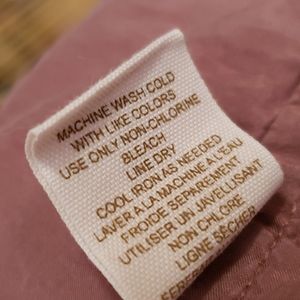 MACHINE WASH COLD
WITH LIKE COLORS
USE ONLY NON-CHLORINE
BLEACH
LINE DRY
COOL IRON AS NEEDED
LAVER A LA MACHINE A L'EAU
FROIDE SEPAREMENT
UTILISER UN JAVELLISANT
NON CHLORE
LIGNE SÉCHER